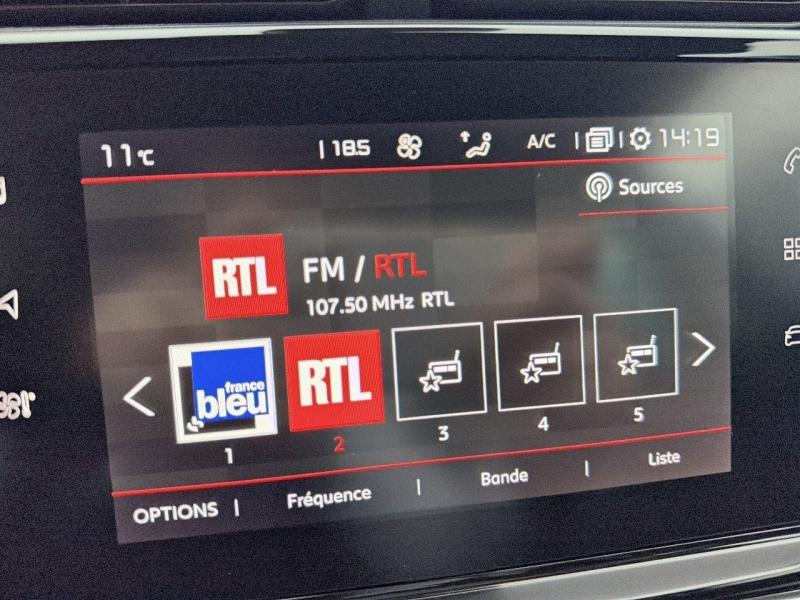 11°C | 18.5 A/C | | 14:19
Sources
RTL
FM / RTL
107.50 MHz RTL
france
bleu
RTL
1 2 3 4 5
OPTIONS | Fréquence | Bande | Liste